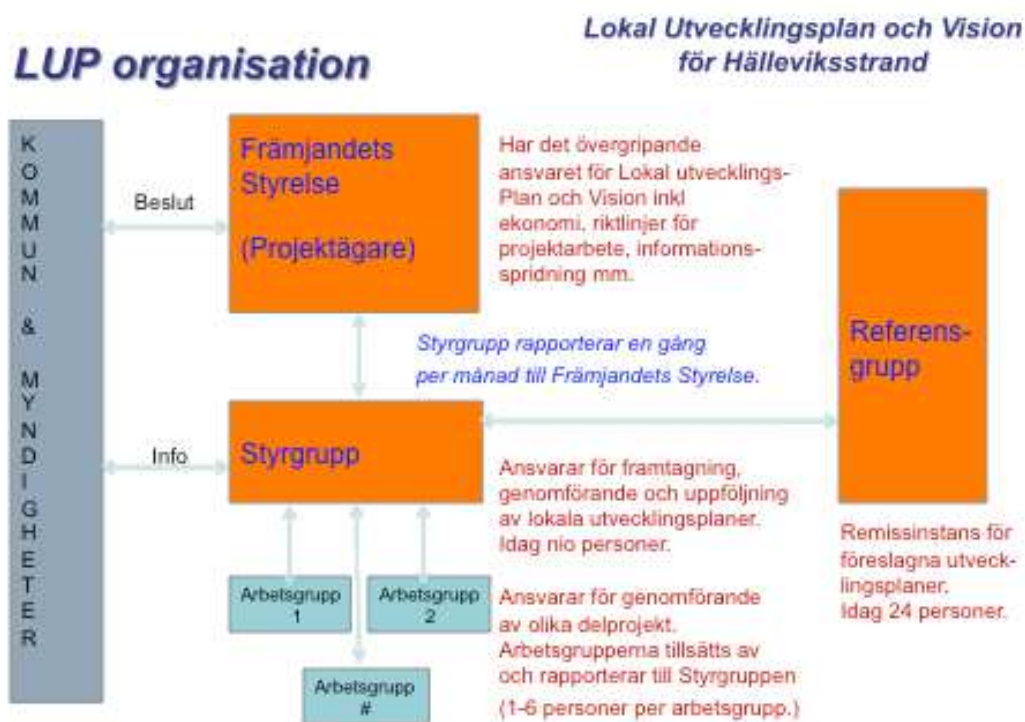 LUP organisation
Lokal Utvecklingsplan och Vision
för Hälleviksstrand
KOMMUN & MYNDIGHETER
Beslut
Främjandets
Styrelse
(Projektägare)
Har det övergripande
ansvaret för Lokal utvecklings-
Plan och Vision inkl
ekonomi, riktlinjer för
projektarbete, informations-
spridning mm.
Styrgrupp rapporterar en gång
per månad till Främjandets Styrelse.
Referens-
grupp
Info
Styrgrupp
Ansvarar för framtagning,
genomförande och uppföljning
av lokala utvecklingsplaner.
Idag nio personer.
Remissinstans för
föreslagna utveck-
lingsplaner.
Idag 24 personer.
Arbetsgrupp
1
Arbetsgrupp
2
Arbetsgrupp
#
Ansvarar för genomförande
av olika delprojekt.
Arbetsgrupperna tillsätts av
och rapporterar till Styrgruppen
(1-6 personer per arbetsgrupp.)